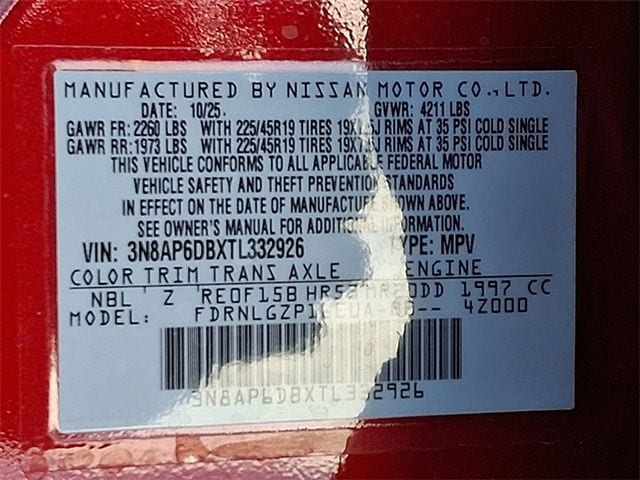 MANUFACTURED BY NISSAN MOTOR CO.,LTD.
DATE: 10/25. GVWR: 4211 LBS
GAWR FR: 2260 LBS WITH 225/45R19 TIRES RIMS AT 35 PSI COLD SINGLE
GAWR RR: 1973 LBS WITH 225/45R19 TIRES RIMS AT 35 PSI COLD SINGLE
THIS VEHICLE CONFORMS TO ALL APPLICABLE FEDERAL MOTOR
VEHICLE SAFETY AND THEFT PREVENTION STANDARDS
IN EFFECT ON THE DATE OF MANUFACTURE SHOWN ABOVE.
SEE OWNER'S MANUAL FOR ADDITIONAL INFORMATION.
VIN: 3N8AP6DBXTL332926 TYPE: MPV
COLOR TRIM TRANS AXLE ENGINE
NBL Z RE0F15B 1997 CC
MODEL: 4Z000
3N8AP6DBXTL332926